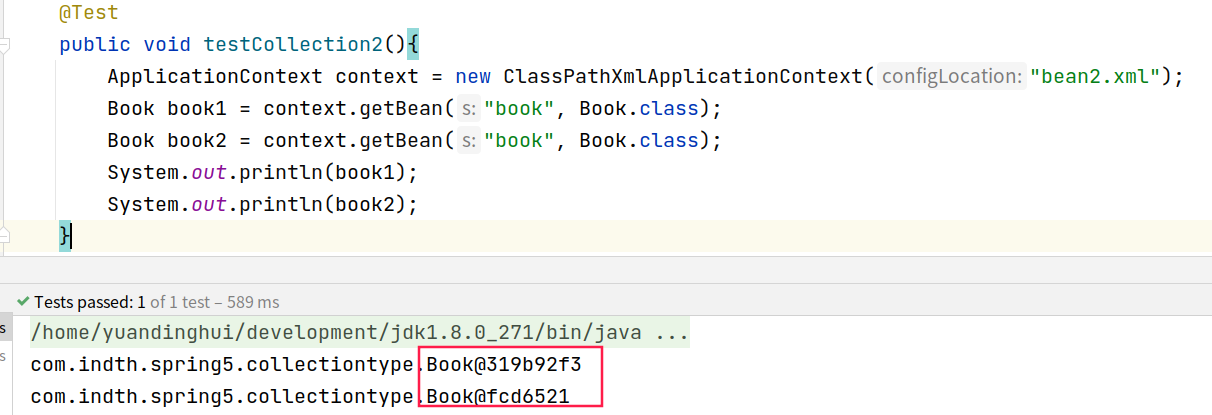 @Test
public void testCollection2(){
ApplicationContext context = new ClassPathXmlApplicationContext( configLocation: "bean2.xml");
Book book1 = context.getBean( s: "book", Book.class);
Book book2 = context.getBean( s: "book", Book.class);
System.out.println(book1);
System.out.println(book2);
}
Tests passed: 1 of 1 test – 589 ms
s /home/yuandinghui/development/jdk1.8.0_271/bin/java ...
s com.indth.spring5.collectiontype.Book@319b92f3
com.indth.spring5.collectiontype.Book@fcd6521